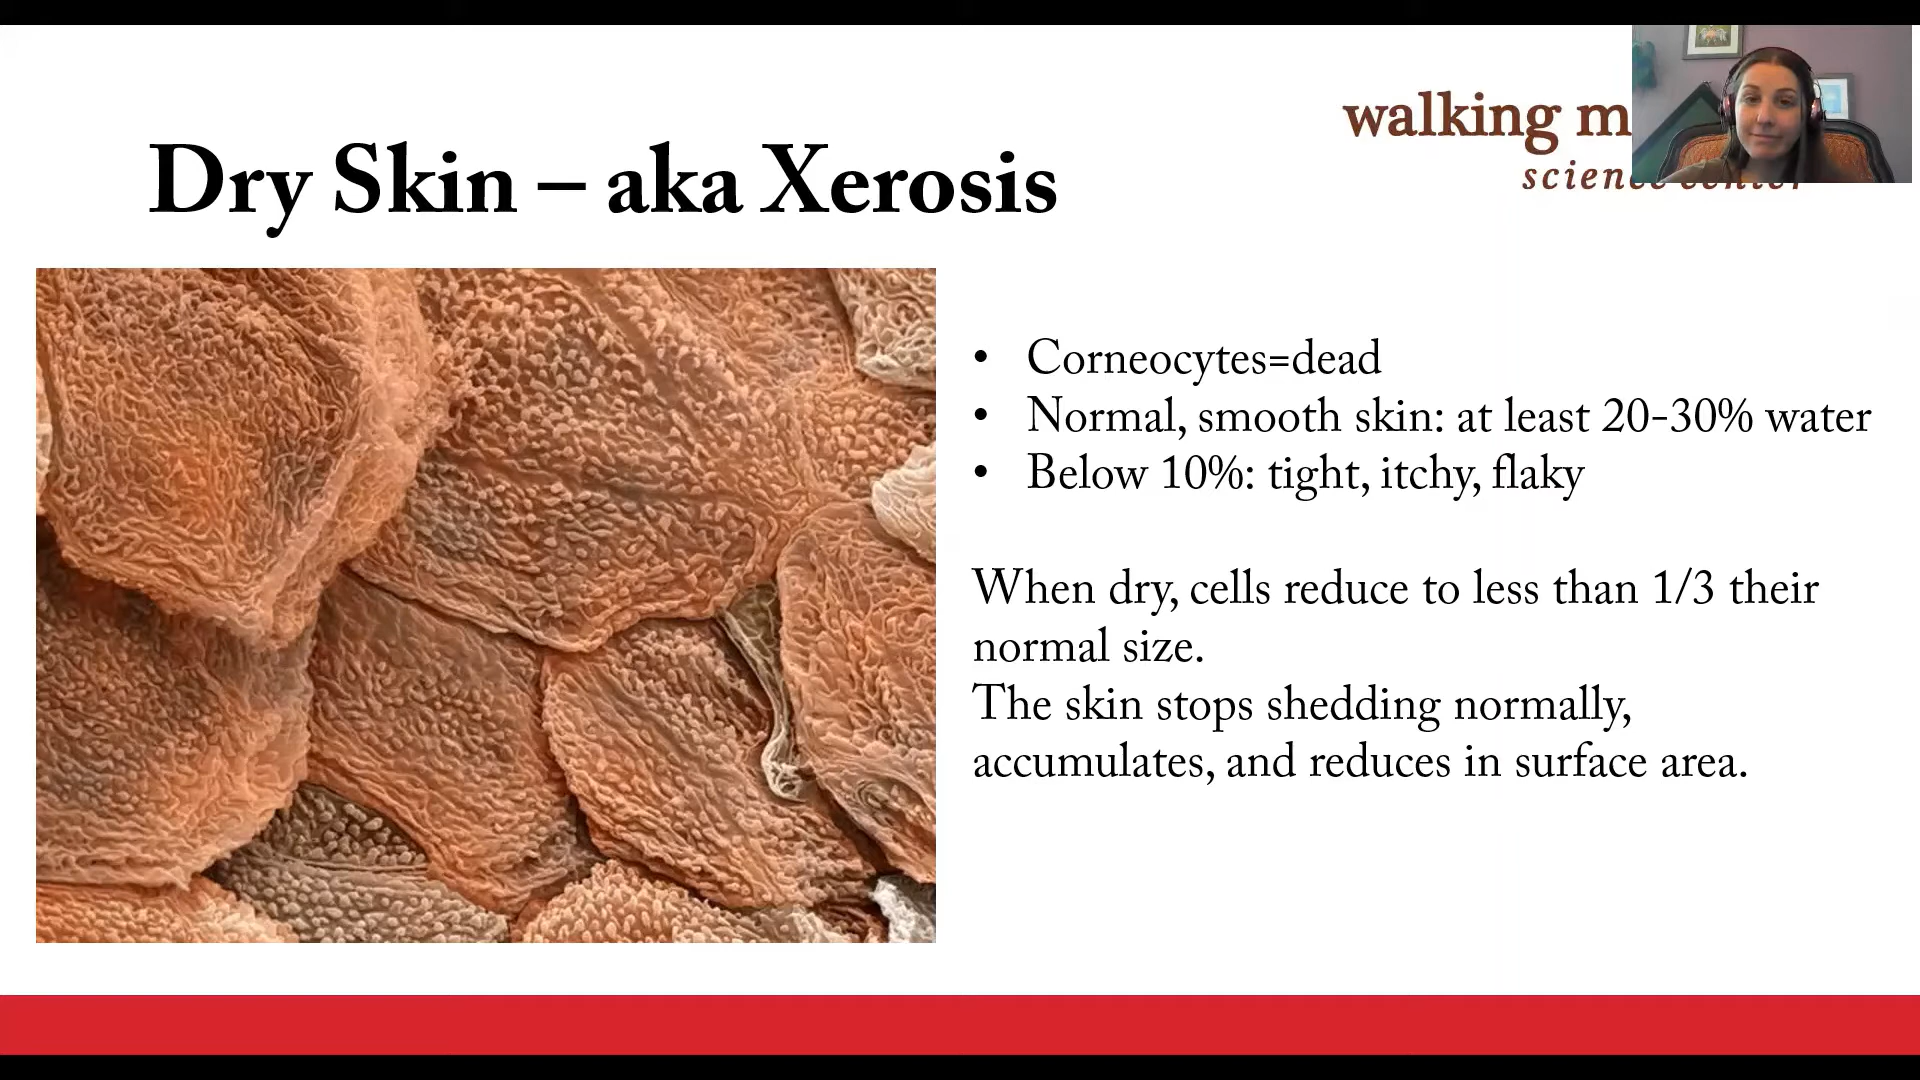 walking
science
Dry Skin – aka Xerosis
• Corneocytes=dead
• Normal, smooth skin: at least 20-30% water
• Below 10%: tight, itchy, flaky
When dry, cells reduce to less than 1/3 their
normal size.
The skin stops shedding normally,
accumulates, and reduces in surface area.